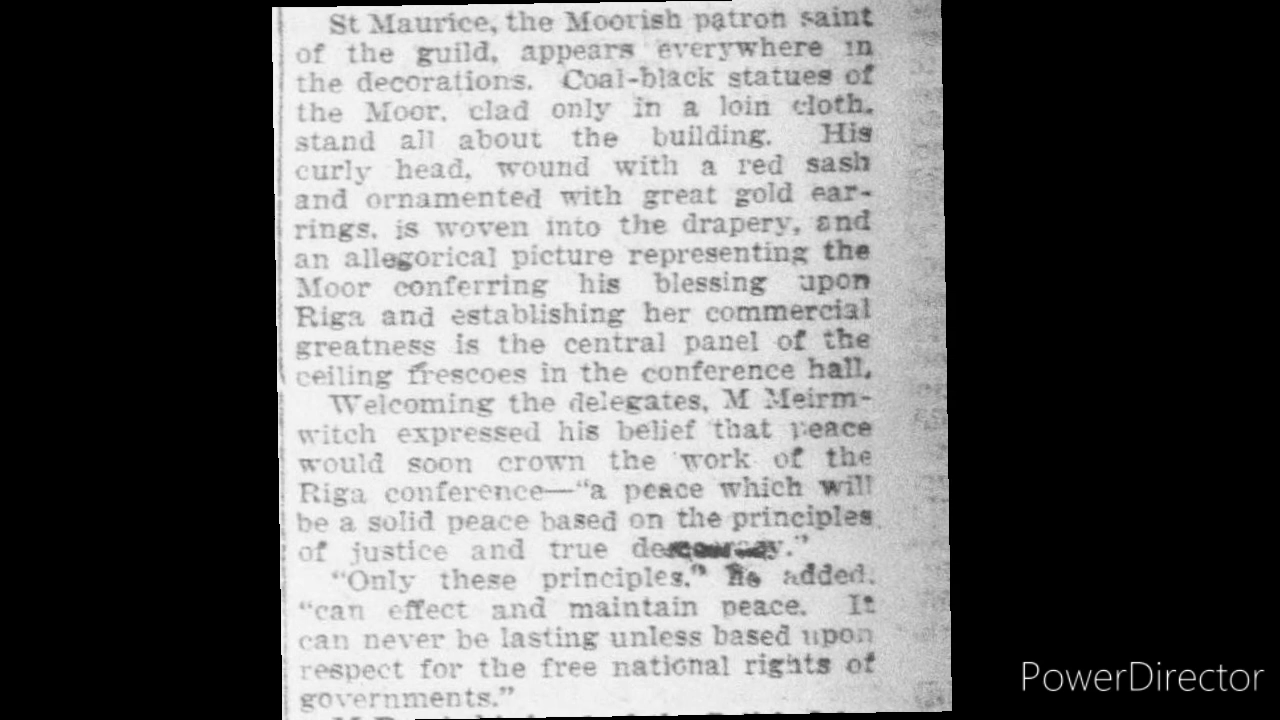 St Maurice, the Moorish patron saint
of the guild, appears everywhere in
the decorations. Coal-black statues of
the Moor, clad only in a loin cloth,
stand all about the building. His
curly head, wound with a red sash
and ornamented with great gold ear-
rings, is woven into the drapery, and
an allegorical picture representing the
Moor conferring his blessing upon
Riga and establishing her commercial
greatness is the central panel of the
ceiling frescoes in the conference hall.
Welcoming the delegates, M Meirm-
witch expressed his belief that peace
would soon crown the work of the
Riga conference—"a peace which will
be a solid peace based on the principles
of justice and true democracy."
"Only these principles," he added,
"can effect and maintain peace. It
can never be lasting unless based upon
respect for the free national rights of
governments."
PowerDirector